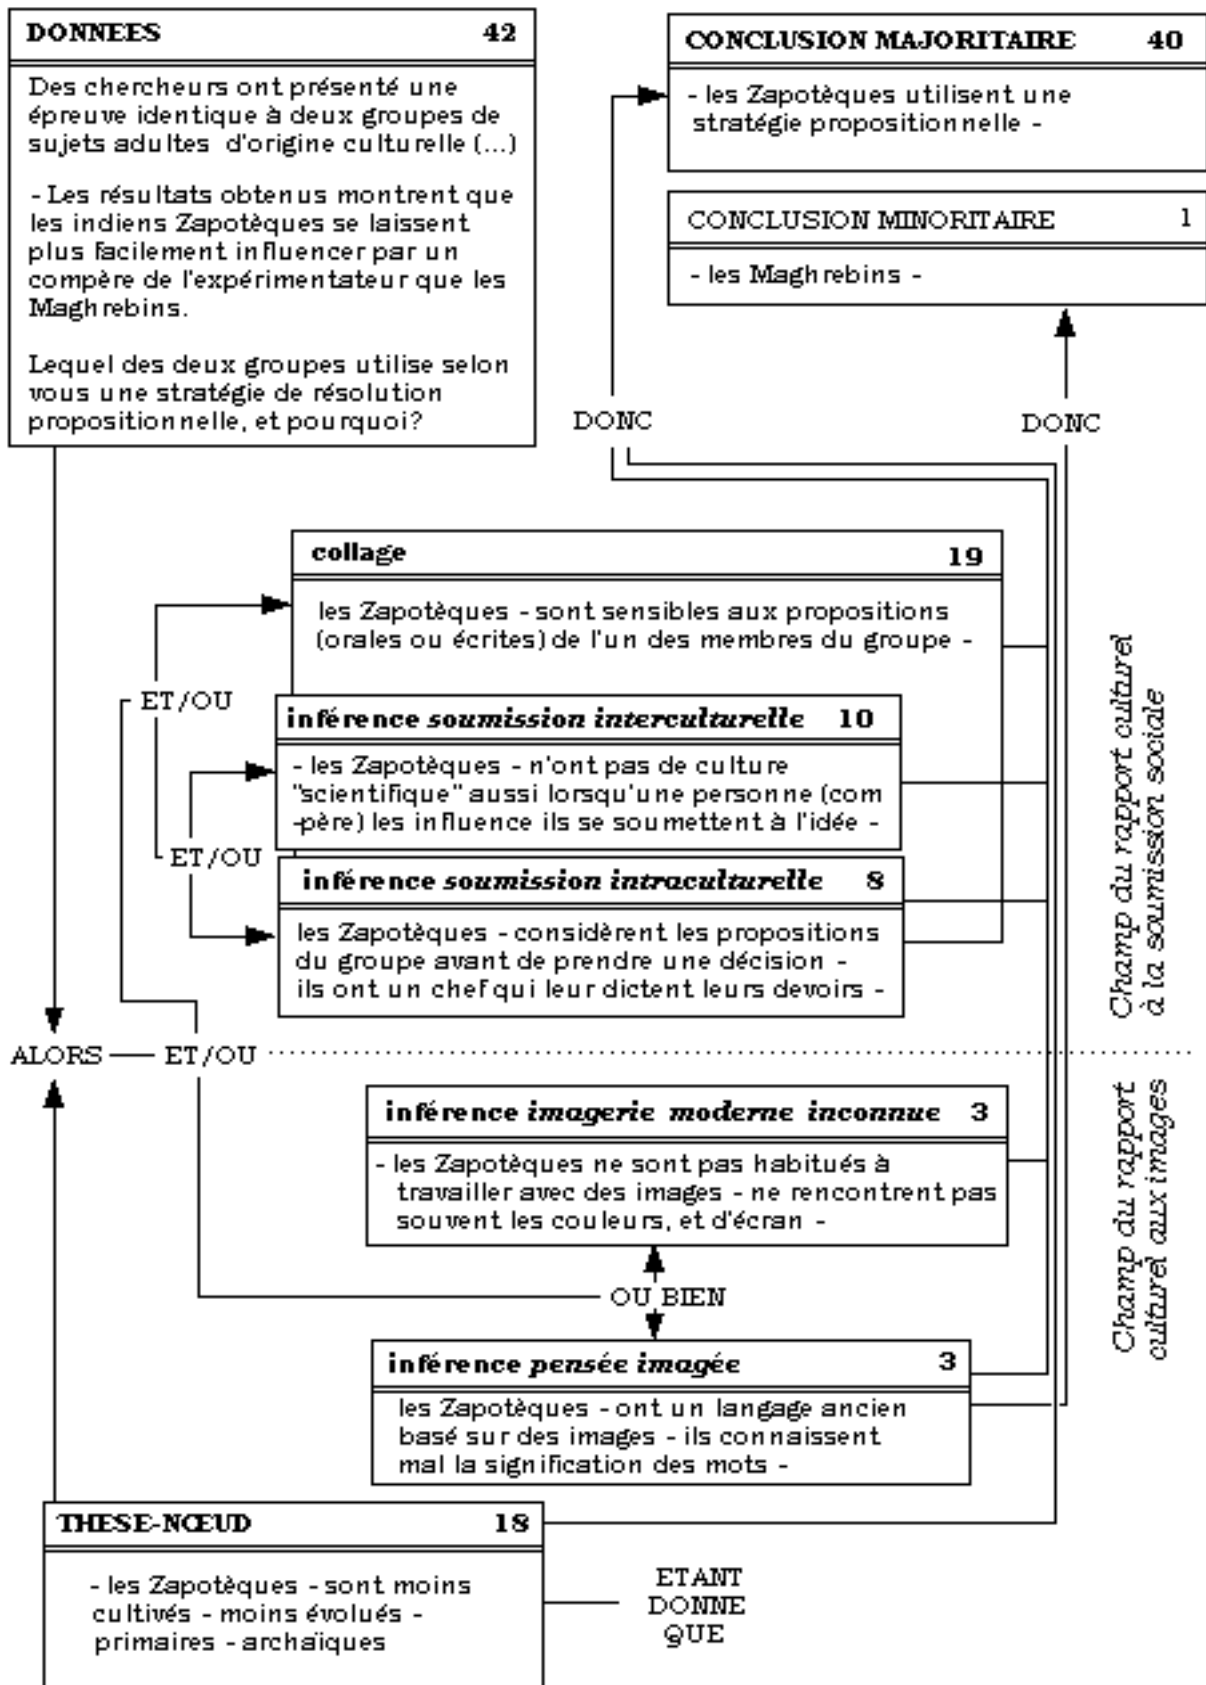 DONNEES 42
Des chercheurs ont présenté une
épreuve identique à deux groupes de
sujets adultes d'origine culturelle (...)
- Les résultats obtenus montrent que
les indiens Zapotèques se laissent
plus facilement influencer par un
compère de l'expérimentateur que les
Maghrebins.
Lequel des deux groupes utilise selon
vous une stratégie de résolution
propositionnelle, et pourquoi?
CONCLUSION MAJORITAIRE 40
- les Zapotèques utilisent une
stratégie propositionnelle -
CONCLUSION MINORITAIRE 1
- les Maghrebins -
DONC
DONC
collage 19
les Zapotèques - sont sensibles aux propositions
(orales ou écrites) de l'un des membres du groupe -
ET/OU
inférence soumission interculturelle 10
- les Zapotèques - n'ont pas de culture
"scientifique" aussi lorsqu'une personne (com
-père) les influence ils se soumettent à l'idée -
ET/OU
inférence soumission intraculturelle 8
les Zapotèques - considèrent les propositions
du groupe avant de prendre une décision -
ils ont un chef qui leur dictent leurs devoirs -
Champ du rapport culturel
à la soumission sociale
ALORS ET/OU
inférence imagerie moderne inconnue 3
- les Zapotèques ne sont pas habitués à
travailler avec des images - ne rencontrent pas
souvent les couleurs, et d'écran -
OU BIEN
inférence pensée imagée 3
les Zapotèques - ont un langage ancien
basé sur des images - ils connaissent
mal la signification des mots -
Champ du rapport
culturel aux images
THESE-NŒUD 18
- les Zapotèques - sont moins
cultivés - moins évolués -
primaires - archaïques
ETANT
DONNE
QUE